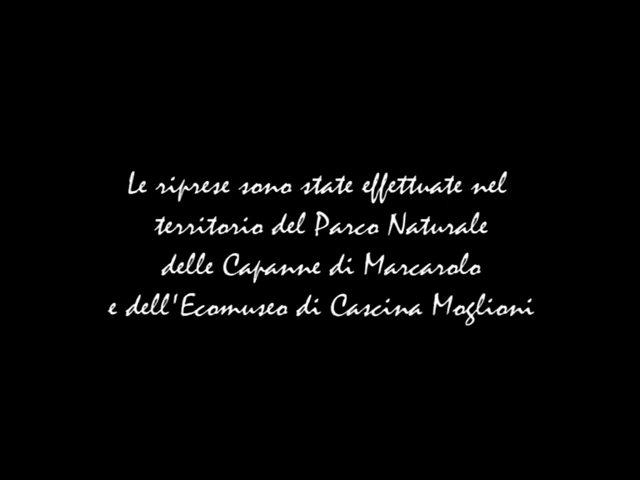 Le riprese sono state effettuate nel
territorio del Parco Naturale
delle Capanne di Marcarolo
e dell'Ecomuseo di Cascina Moglioni